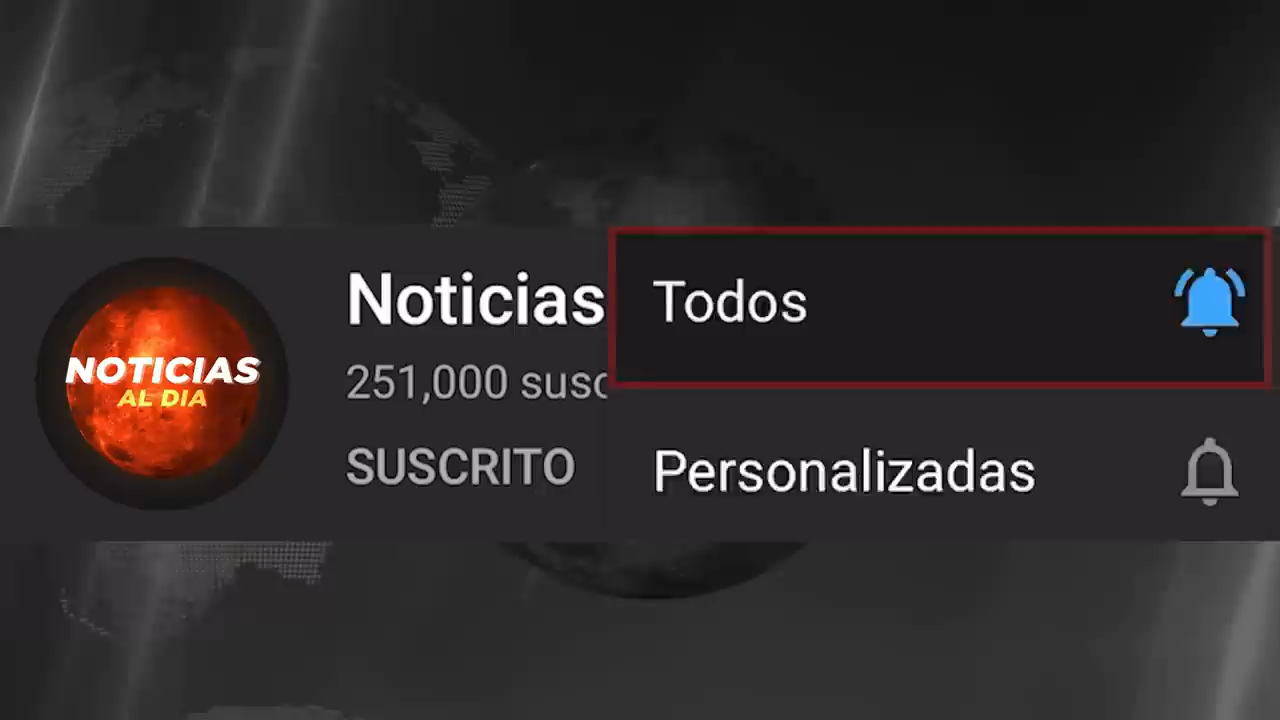 NOTICIAS
AL DIA
Noticias
251,000 susc
SUSCRITO
Todos
Personalizadas